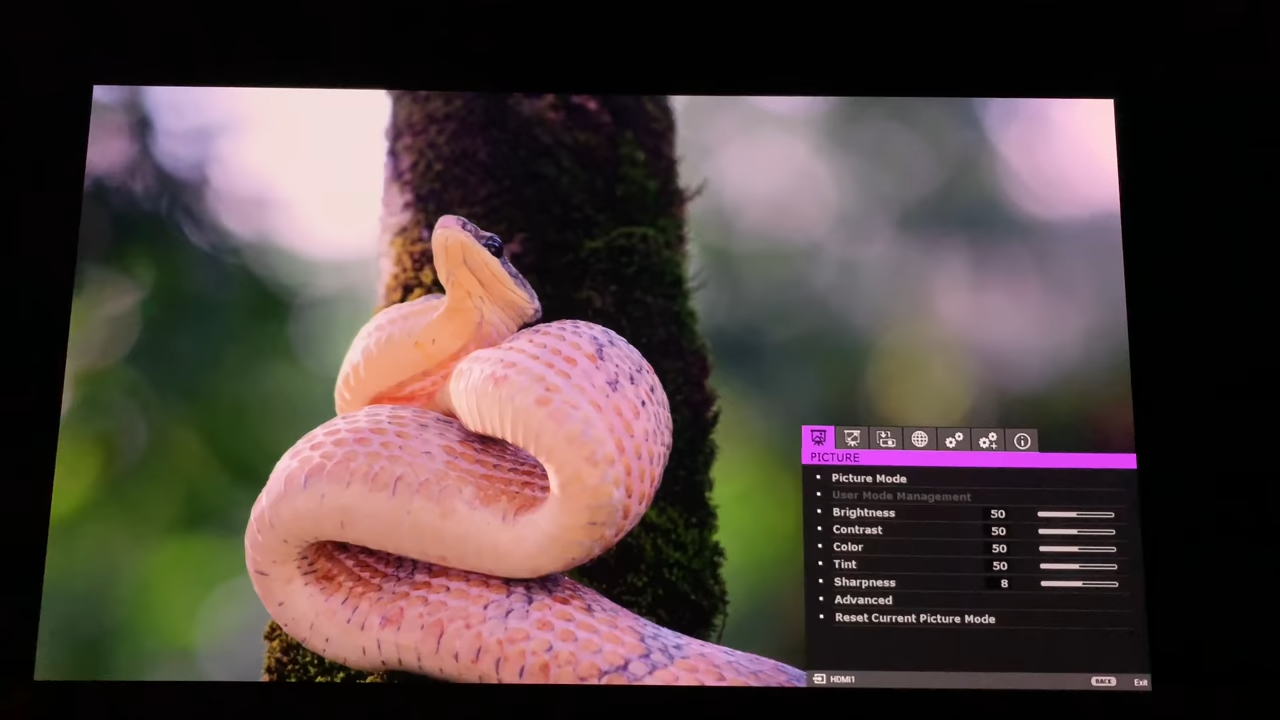 PICTURE
Picture Mode
User Mode Management
Brightness 50
Contrast 50
Color 50
Tint 50
Sharpness 8
Advanced
Reset Current Picture Mode
HDMI1 BACK Exit